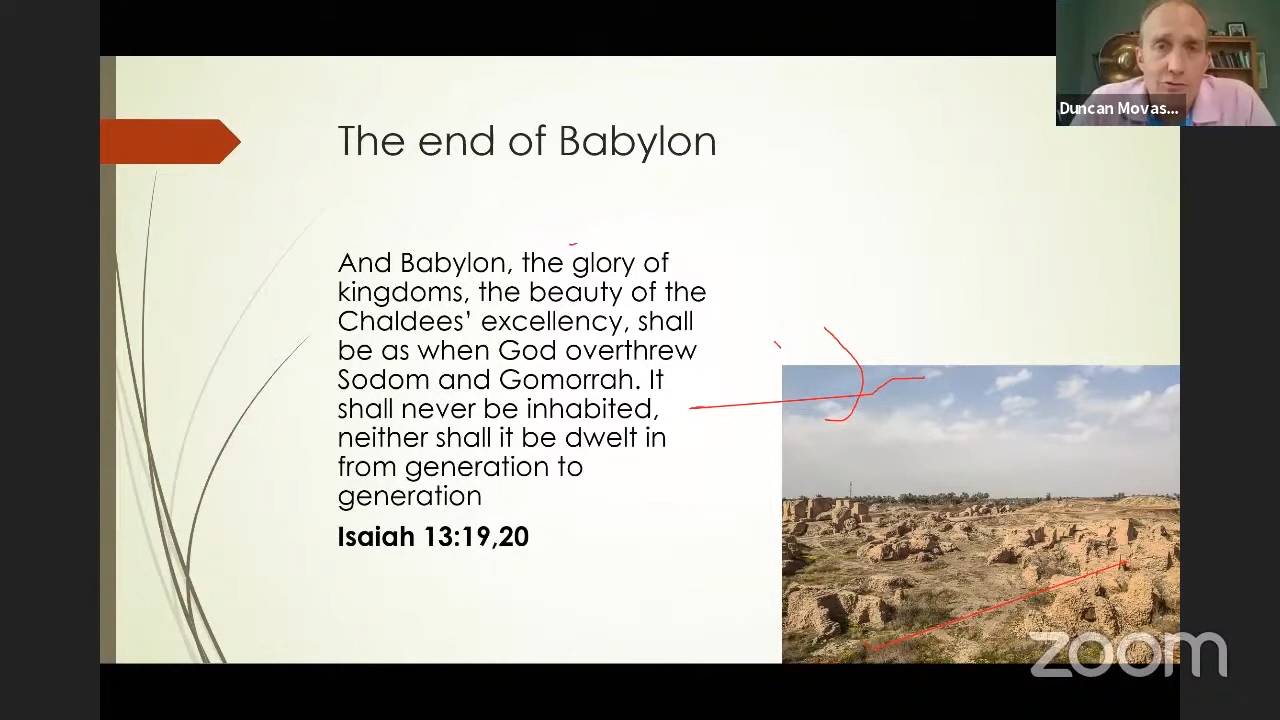 Duncan Movas...
The end of Babylon
And Babylon, the glory of
kingdoms, the beauty of the
Chaldees’ excellency, shall
be as when God overthrew
Sodom and Gomorrah. It
shall never be inhabited,
neither shall it be dwelt in
from generation to
generation
Isaiah 13:19,20
zoom